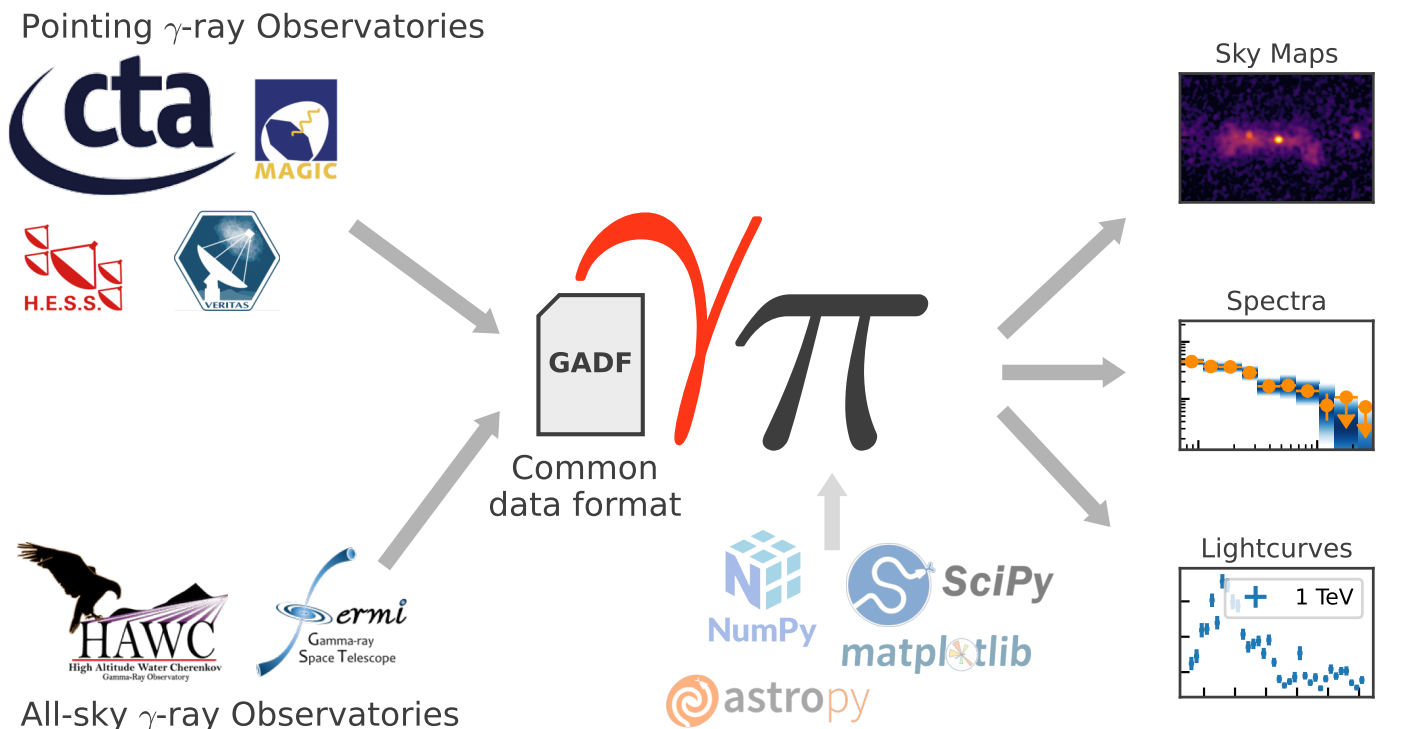 Pointing γ-ray Observatories
cta
MAGIC
H.E.S.S.
VERITAS
GADF
γπ
Common
data format
HAWC
High Altitude Water Cherenkov
Gamma-Ray Observatory
Fermi
Gamma-ray
Space Telescope
All-sky γ-ray Observatories
NumPy
SciPy
matplotlib
astropy
Sky Maps
Spectra
Lightcurves
1 TeV